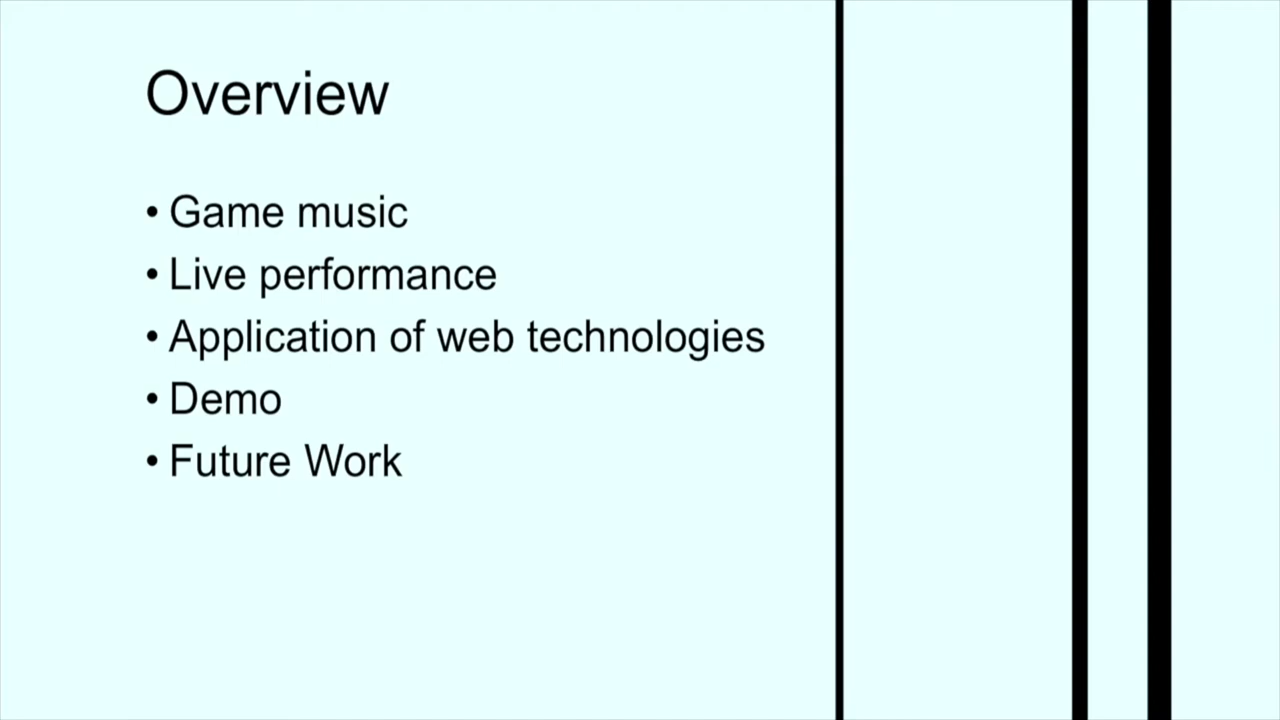 Overview
• Game music
• Live performance
• Application of web technologies
• Demo
• Future Work